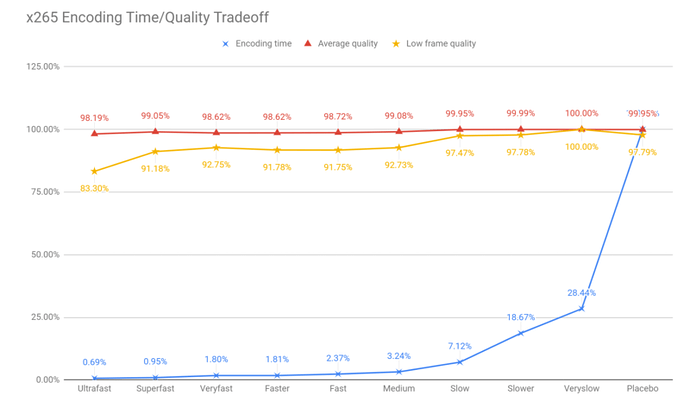 x265 Encoding Time/Quality Tradeoff
Encoding time Average quality Low frame quality
125.00%
100.00%
75.00%
50.00%
25.00%
0.00%
98.19% 99.05% 98.62% 98.62% 98.72% 99.08% 99.95% 99.99% 100.00% 99.95%
83.30% 91.18% 92.75% 91.78% 91.75% 92.73% 97.47% 97.78% 100.00% 97.79%
0.69% 0.95% 1.80% 1.81% 2.37% 3.24% 7.12% 18.67% 28.44%
Ultrafast Superfast Veryfast Faster Fast Medium Slow Slower Veryslow Placebo